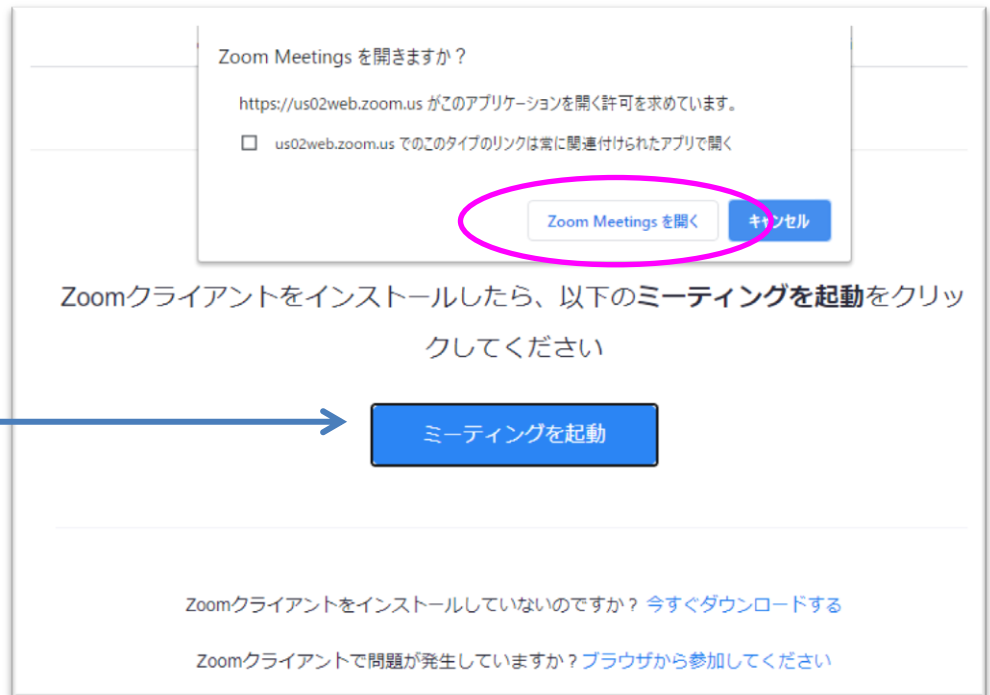 Zoom Meetings を開きますか？
https://us02web.zoom.us がこのアプリケーションを開く許可を求めています。
us02web.zoom.us でのこのタイプのリンクは常に関連付けられたアプリで開く
Zoom Meetings を開く
キャンセル
Zoomクライアントをインストールしたら、以下のミーティングを起動をクリッ
クしてください
ミーティングを起動
Zoomクライアントをインストールしていないのですか？ 今すぐダウンロードする
Zoomクライアントで問題が発生していますか？ブラウザから参加してください